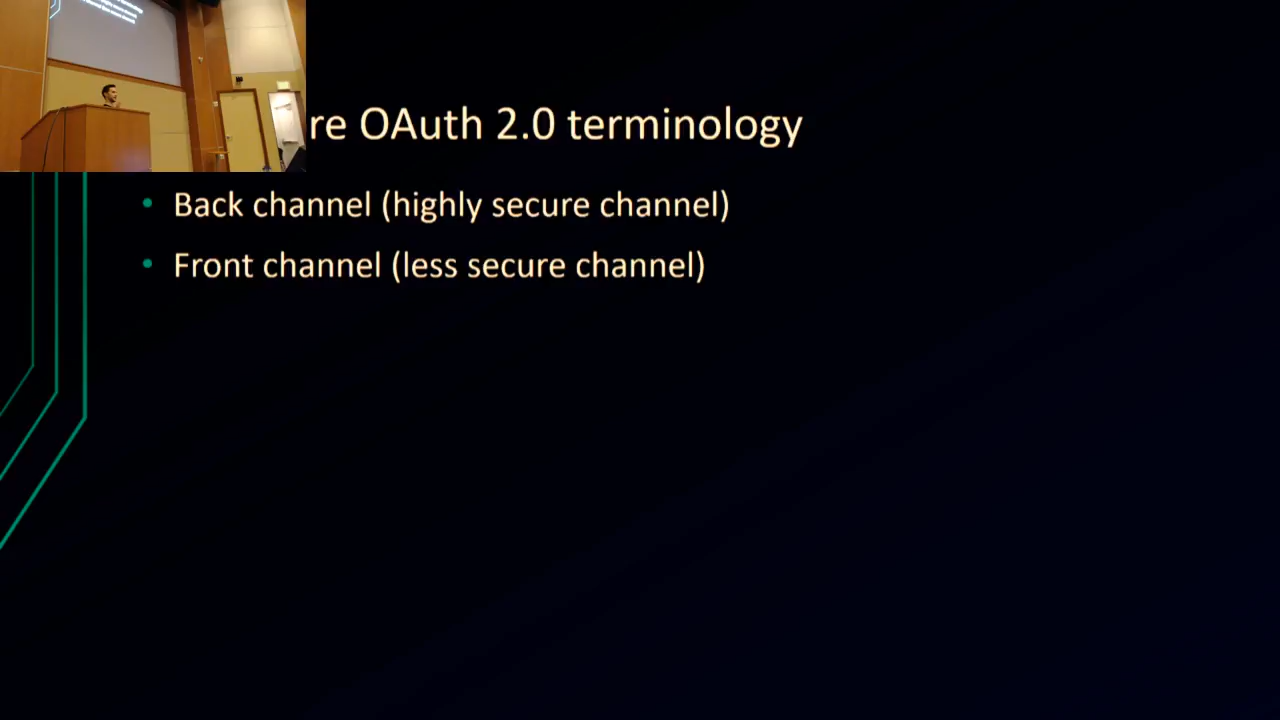 re OAuth 2.0 terminology
• Back channel (highly secure channel)
• Front channel (less secure channel)